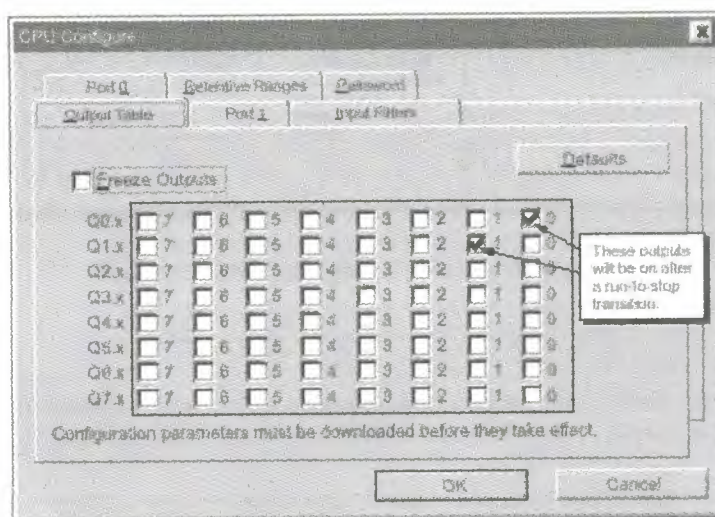 CPU Configure
Port 0 Retentive Ranges Password
Output Table Port 1 Input Filters
Defaults
Freeze Outputs
Q0.x 7 6 5 4 3 2 1 0
Q1.x 7 6 5 4 3 2 1 0
Q2.x 7 6 5 4 3 2 1 0
Q3.x 7 6 5 4 3 2 1 0
Q4.x 7 6 5 4 3 2 1 0
Q5.x 7 6 5 4 3 2 1 0
Q6.x 7 6 5 4 3 2 1 0
Q7.x 7 6 5 4 3 2 1 0
These outputs
will be on after
a run-to-stop
transition.
Configuration parameters must be downloaded before they take effect.
OK Cancel